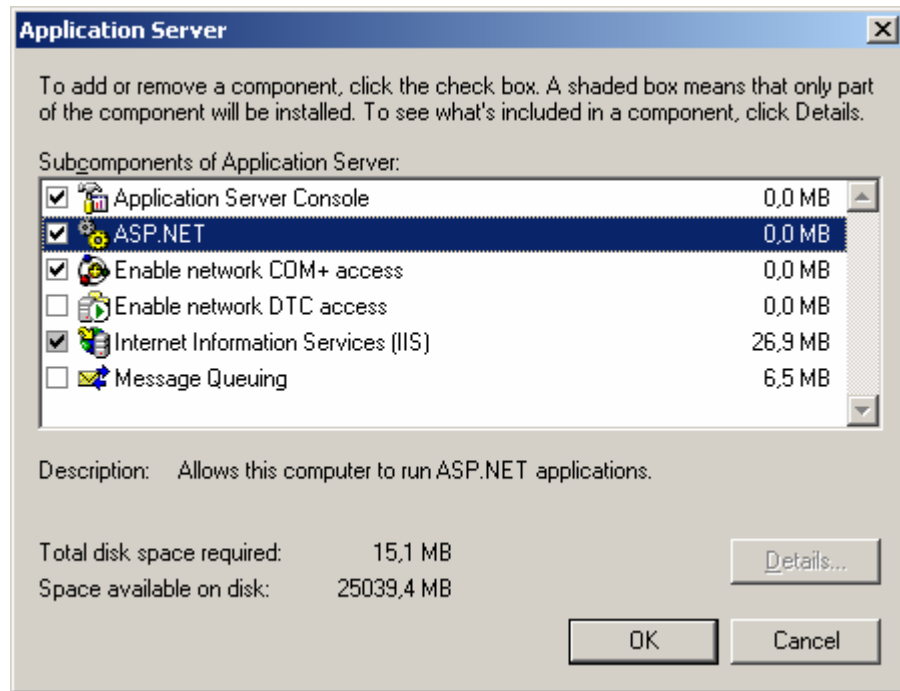 Application Server
To add or remove a component, click the check box. A shaded box means that only part
of the component will be installed. To see what's included in a component, click Details.
Subcomponents of Application Server:
Application Server Console 0,0 MB
ASP.NET 0,0 MB
Enable network COM+ access 0,0 MB
Enable network DTC access 0,0 MB
Internet Information Services (IIS) 26,9 MB
Message Queuing 6,5 MB
Description: Allows this computer to run ASP.NET applications.
Total disk space required: 15,1 MB
Space available on disk: 25039,4 MB
Details...
OK Cancel